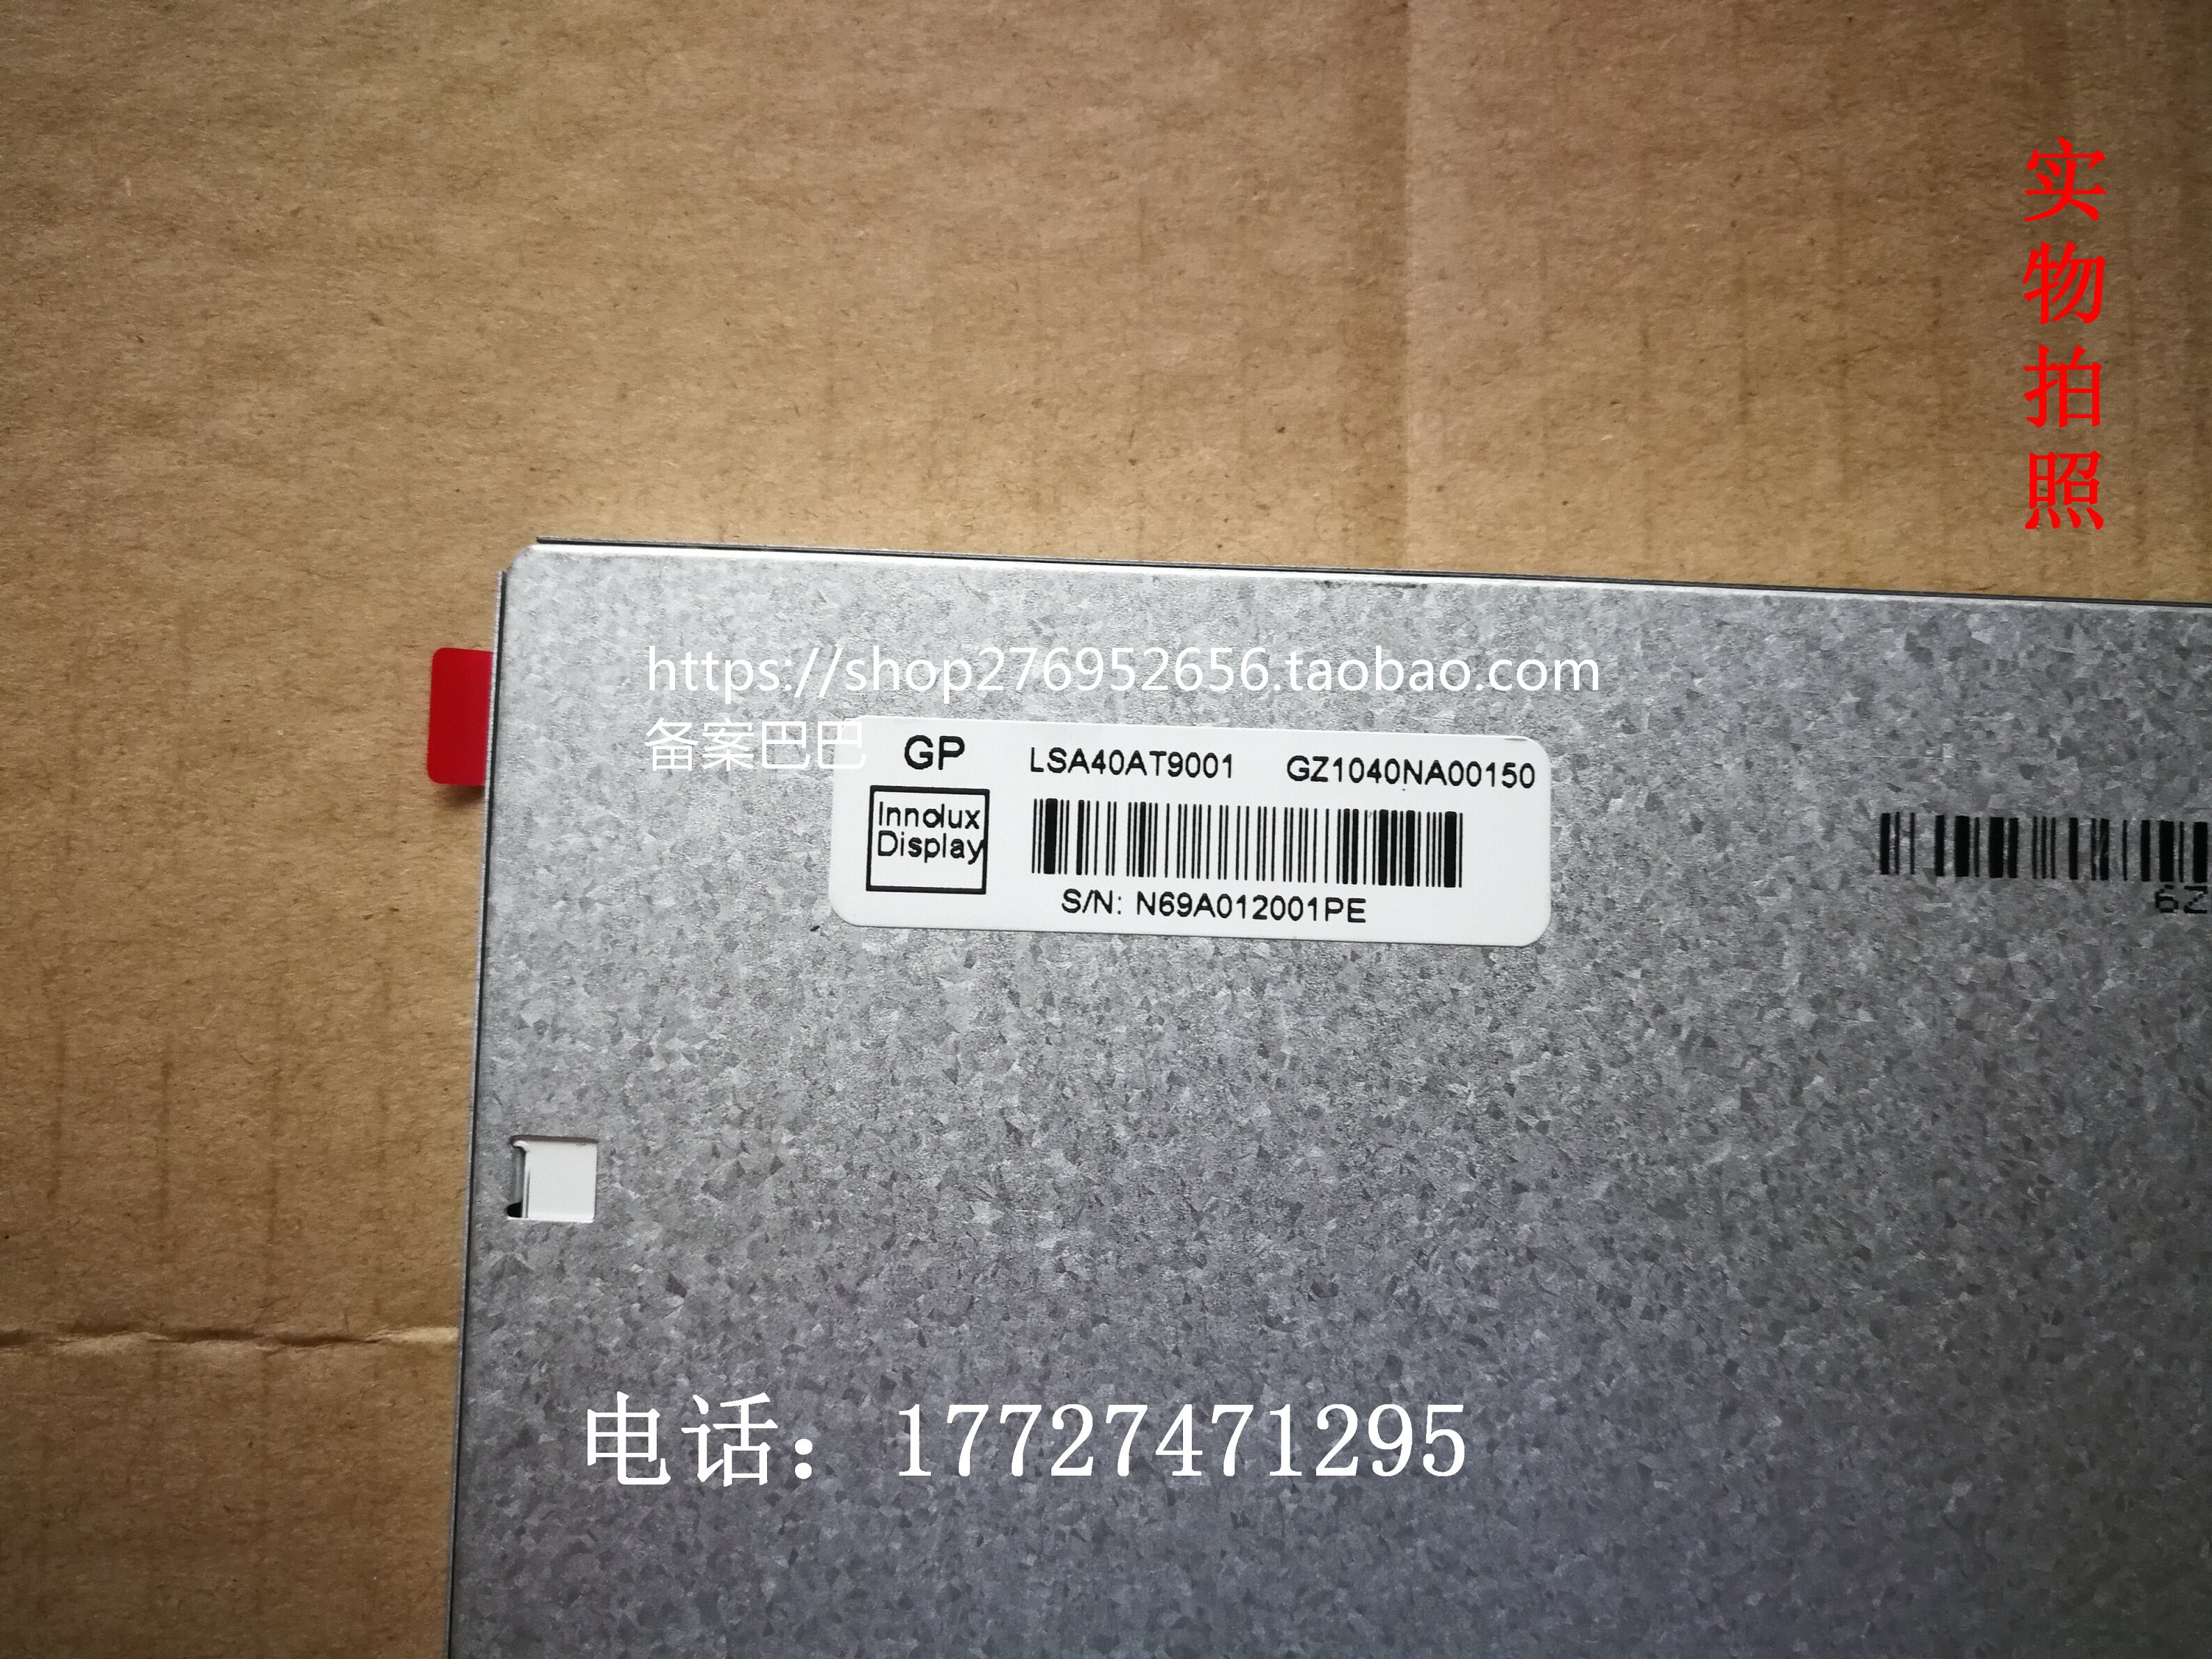 实物拍照
https://shop276952656.taobao.com
备案巴巴
GP LSA40AT9001 GZ1040NA00150
Innolux
Display
S/N: N69A012001PE
6Z
电话：17727471295